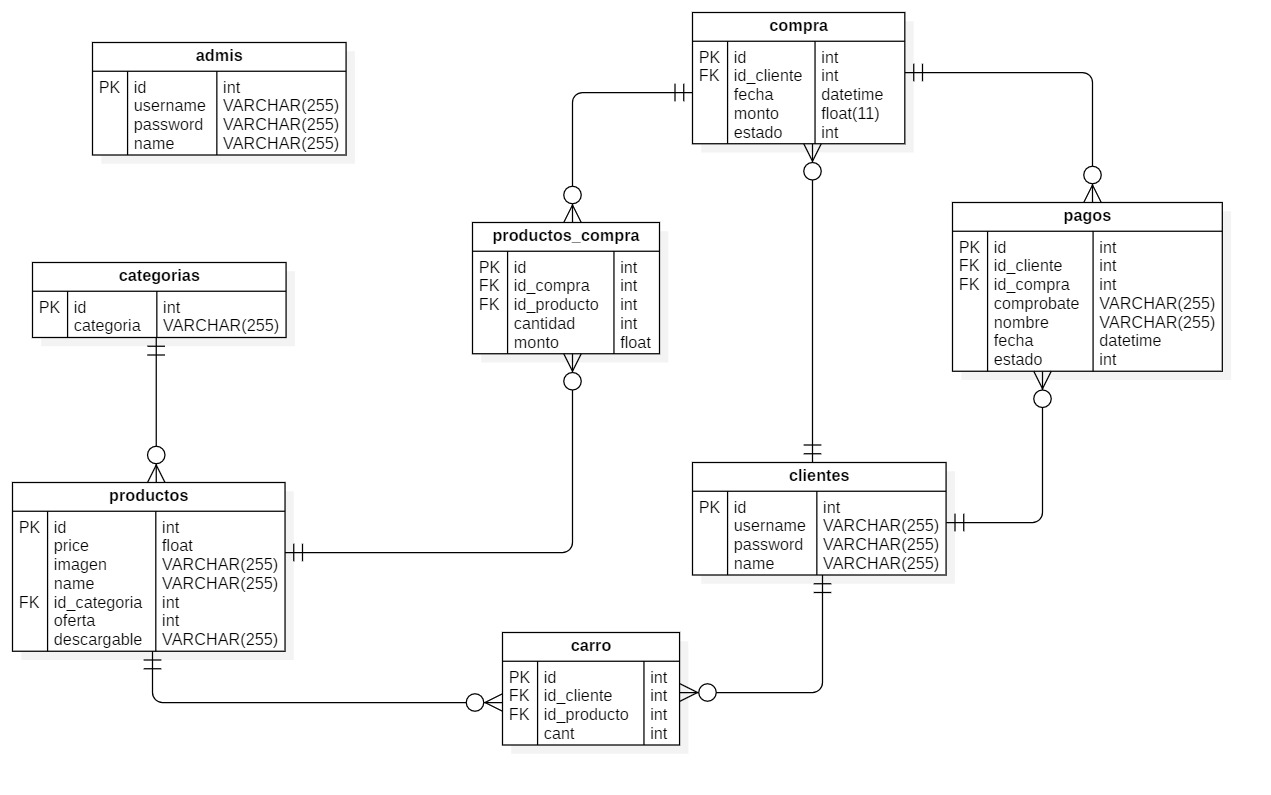 compra
PK id int
FK id_cliente int
fecha datetime
monto float(11)
estado int
admis
PK id int
username VARCHAR(255)
password VARCHAR(255)
name VARCHAR(255)
pagos
PK id int
FK id_cliente int
FK id_compra int
comprobate VARCHAR(255)
nombre VARCHAR(255)
fecha datetime
estado int
productos_compra
PK id int
FK id_compra int
FK id_producto int
cantidad int
monto float
categorias
PK id int
categoria VARCHAR(255)
clientes
PK id int
username VARCHAR(255)
password VARCHAR(255)
name VARCHAR(255)
productos
PK id int
price float
imagen VARCHAR(255)
name VARCHAR(255)
FK id_categoria int
oferta int
descargable VARCHAR(255)
carro
PK id int
FK id_cliente int
FK id_producto int
cant int